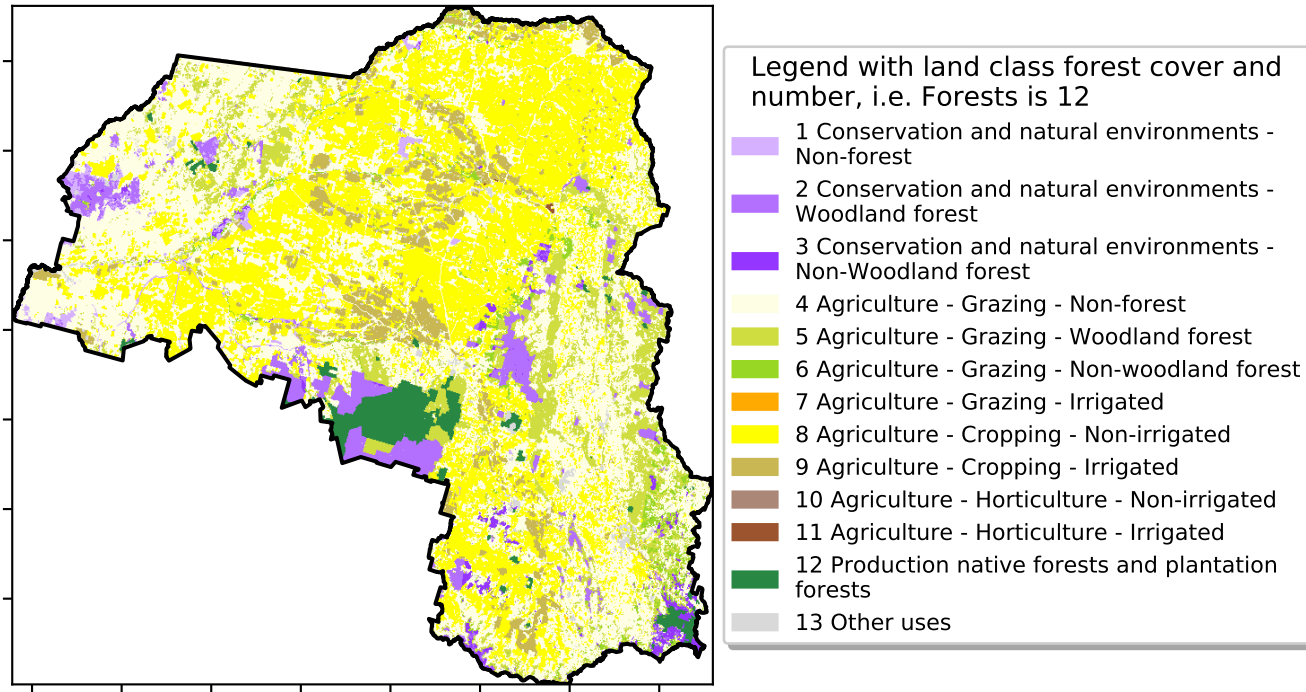 Legend with land class forest cover and
number, i.e. Forests is 12
1 Conservation and natural environments -
Non-forest
2 Conservation and natural environments -
Woodland forest
3 Conservation and natural environments -
Non-Woodland forest
4 Agriculture - Grazing - Non-forest
5 Agriculture - Grazing - Woodland forest
6 Agriculture - Grazing - Non-woodland forest
7 Agriculture - Grazing - Irrigated
8 Agriculture - Cropping - Non-irrigated
9 Agriculture - Cropping - Irrigated
10 Agriculture - Horticulture - Non-irrigated
11 Agriculture - Horticulture - Irrigated
12 Production native forests and plantation
forests
13 Other uses